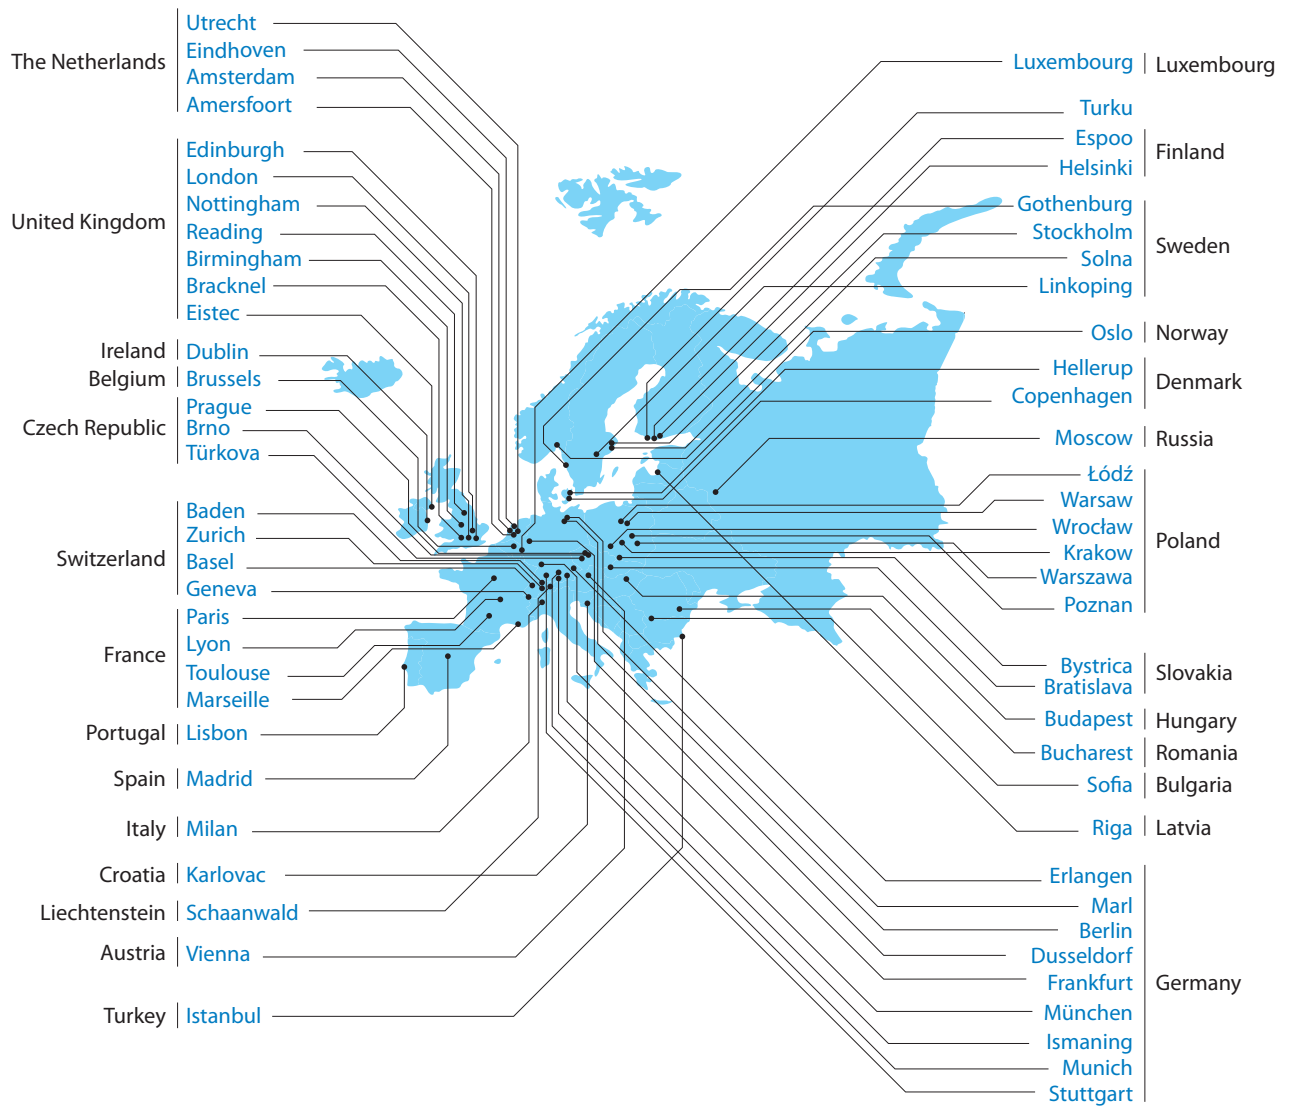 The Netherlands
Utrecht
Eindhoven
Amsterdam
Amersfoort
United Kingdom
Edinburgh
London
Nottingham
Reading
Birmingham
Bracknel
Eistec
Ireland
Dublin
Belgium
Brussels
Czech Republic
Prague
Brno
Türkova
Switzerland
Baden
Zurich
Basel
Geneva
France
Paris
Lyon
Toulouse
Marseille
Portugal
Lisbon
Spain
Madrid
Italy
Milan
Croatia
Karlovac
Liechtenstein
Schaanwald
Austria
Vienna
Turkey
Istanbul
Luxembourg
Luxembourg
Turku
Espoo
Helsinki
Finland
Gothenburg
Stockholm
Solna
Linkoping
Sweden
Oslo
Norway
Hellerup
Copenhagen
Denmark
Moscow
Russia
Łódź
Warsaw
Wrocław
Krakow
Warszawa
Poznan
Poland
Bystrica
Bratislava
Slovakia
Budapest
Hungary
Bucharest
Romania
Sofia
Bulgaria
Riga
Latvia
Erlangen
Marl
Berlin
Dusseldorf
Frankfurt
München
Ismaning
Munich
Stuttgart
Germany